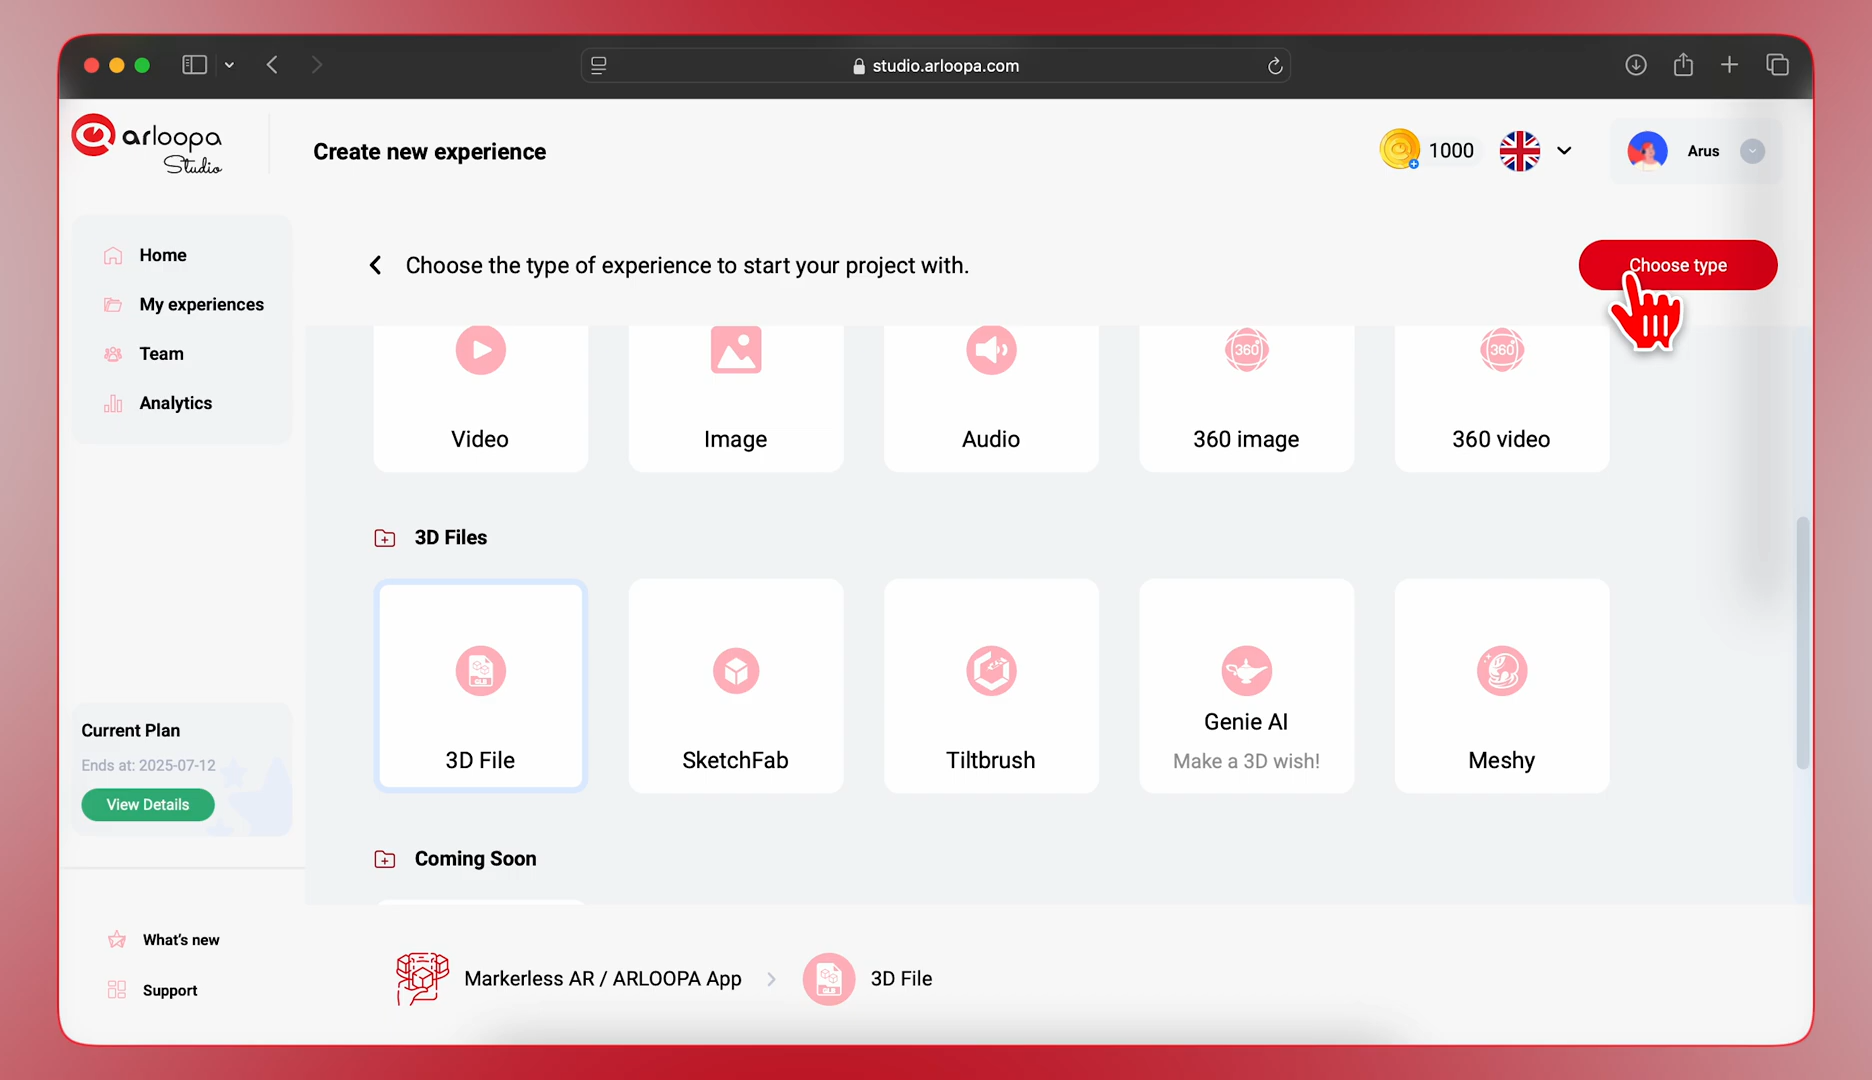 studio.arloopa.com
arloopa
Studio
Create new experience
1000
Arus
Home
My experiences
Team
Analytics
Choose the type of experience to start your project with.
Choose type
Video
Image
Audio
360
360 image
360
360 video
3D Files
GLB
3D File
SketchFab
Tiltbrush
Genie AI
Make a 3D wish!
Meshy
Coming Soon
Current Plan
Ends at: 2025-07-12
View Details
What's new
Support
Markerless AR / ARLOOPA App
GLB
3D File